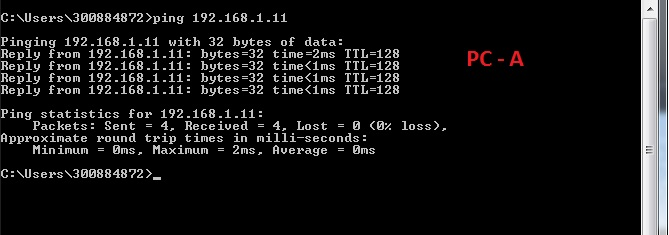 C:\Users\300884872>ping 192.168.1.11
Pinging 192.168.1.11 with 32 bytes of data:
Reply from 192.168.1.11: bytes=32 time=2ms TTL=128
Reply from 192.168.1.11: bytes=32 time<1ms TTL=128
Reply from 192.168.1.11: bytes=32 time<1ms TTL=128
Reply from 192.168.1.11: bytes=32 time<1ms TTL=128
PC - A
Ping statistics for 192.168.1.11:
    Packets: Sent = 4, Received = 4, Lost = 0 (0% loss),
Approximate round trip times in milli-seconds:
    Minimum = 0ms, Maximum = 2ms, Average = 0ms
C:\Users\300884872>_